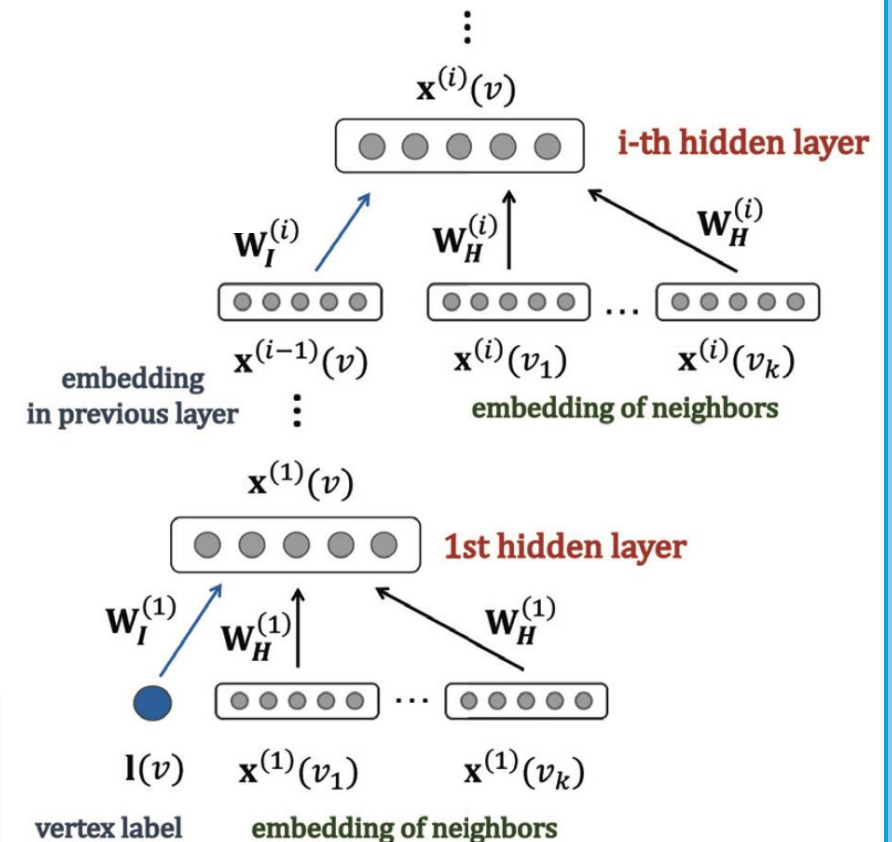 ⋮
x^(i)(v)
i-th hidden layer
W_I^(i) W_H^(i) W_H^(i)
...
x^(i−1)(v) x^(i)(v_1) x^(i)(v_k)
embedding
in previous layer
embedding of neighbors
⋮
x^(1)(v)
1st hidden layer
W_I^(1) W_H^(1) W_H^(1)
...
l(v) x^(1)(v_1) x^(1)(v_k)
vertex label embedding of neighbors